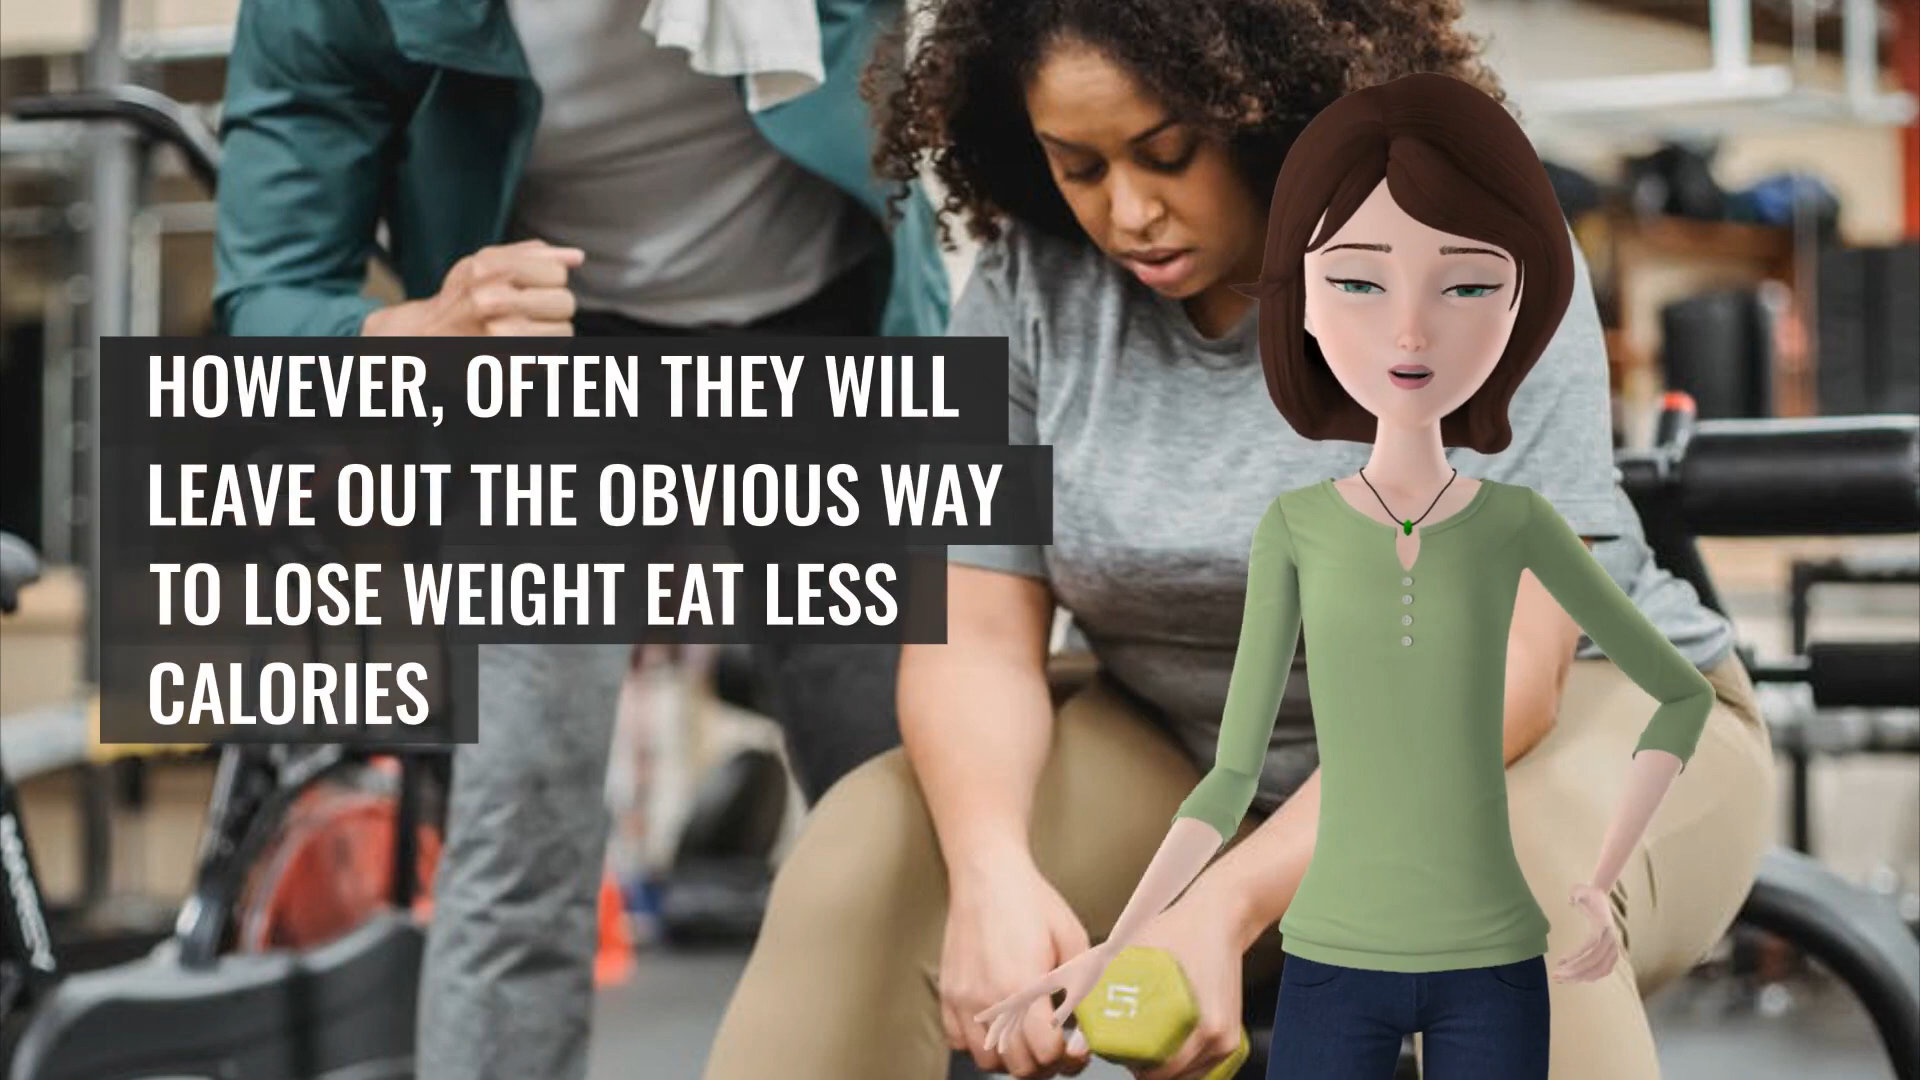 HOWEVER, OFTEN THEY WILL
LEAVE OUT THE OBVIOUS WAY
TO LOSE WEIGHT EAT LESS
CALORIES
5